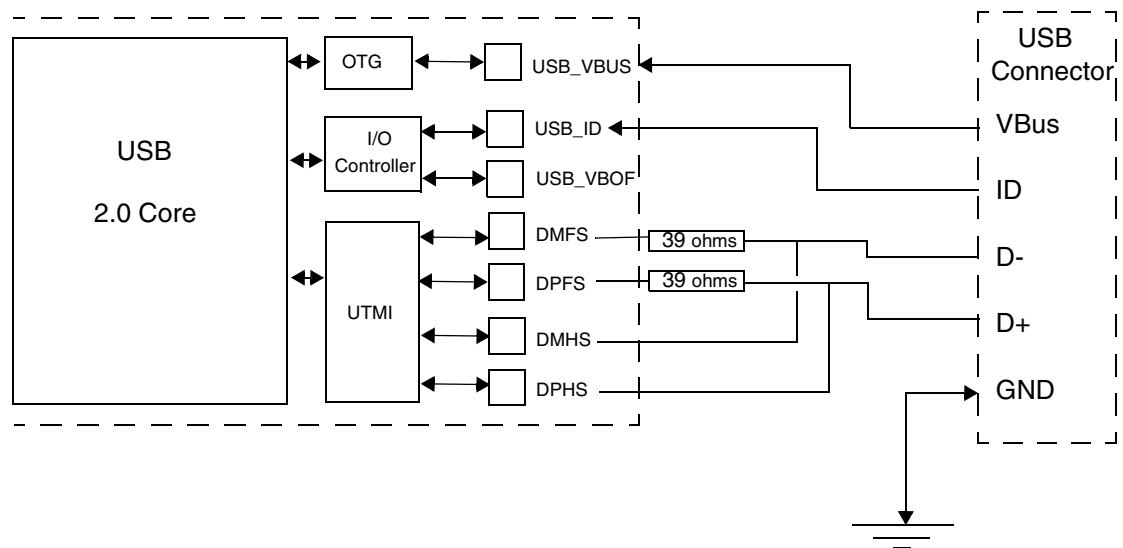 USB
2.0 Core
OTG
I/O
Controller
UTMI
USB_VBUS
USB_ID
USB_VBOF
DMFS
DPFS
DMHS
DPHS
39 ohms
39 ohms
USB
Connector
VBus
ID
D-
D+
GND